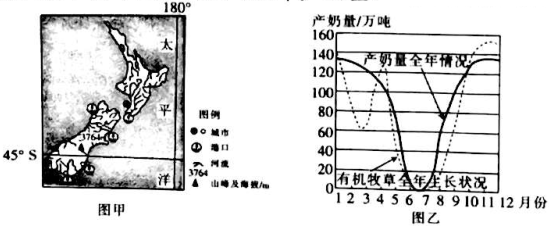 180°
太
平
洋
3764
45° S
图例
城市
港口
河流
3764
山峰及海拔/m
图甲
产奶量/万吨
160
140
120
100
80
60
40
20
0
产奶量全年情况
有机牧草全年生长状况
1 2 3 4 5 6 7 8 9 10 11 12 月份
图乙